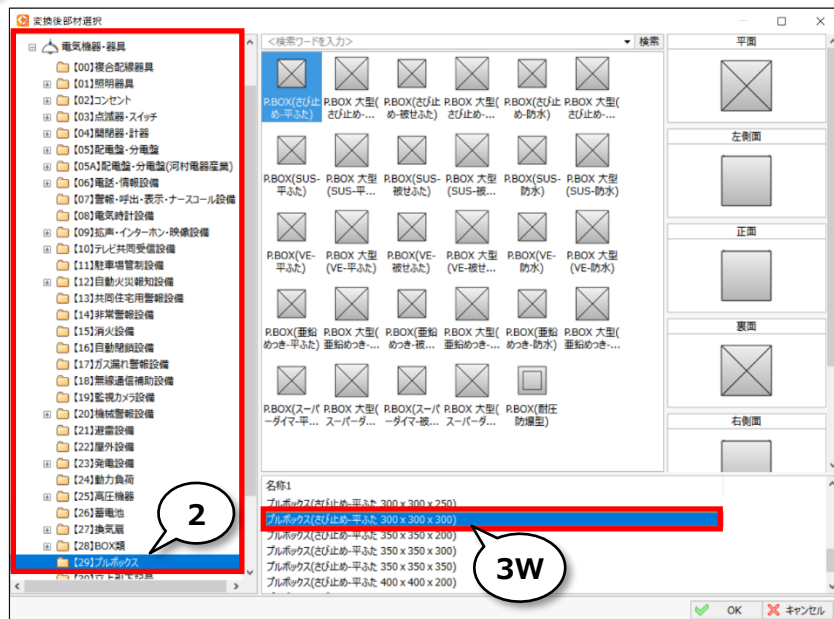 変換後部材選択
電気機器・器具
【00】複合配線器具
【01】照明器具
【02】コンセント
【03】点滅器・スイッチ
【04】開閉器・計器
【05】配電盤・分電盤
【05A】配電盤・分電盤(河村電器産業)
【06】電話・情報設備
【07】警報・呼出・表示・ナースコール設備
【08】電気時計設備
【09】拡声・インターホン・映像設備
【10】テレビ共同受信設備
【11】駐車場管制設備
【12】自動火災報知設備
【13】共同住宅用警報設備
【14】非常警報設備
【15】消火設備
【16】自動閉鎖設備
【17】ガス漏れ警報設備
【18】無線通信補助設備
【19】監視カメラ設備
【20】機械警報設備
【21】避雷設備
【22】屋外設備
【23】発電設備
【24】動力負荷
【25】高圧機器
【26】蓄電池
【27】換気扇
【28】BOX類
【29】プルボックス
2
<検索ワードを入力>
検索
P.BOX(さび止 P.BOX 大型( P.BOX(さび止 P.BOX 大型( P.BOX(さび止 P.BOX 大型(
め-平ふた) さび止め-... め-被せふた) さび止め-... め-防水) さび止め-...
P.BOX(SUS- P.BOX 大型 P.BOX(SUS- P.BOX 大型 P.BOX(SUS- P.BOX 大型
平ふた) (SUS-平... 被せふた) (SUS-被... 防水) (SUS-防水)
P.BOX(VE- P.BOX 大型 P.BOX(VE- P.BOX 大型 P.BOX(VE- P.BOX 大型
平ふた) (VE-平ふた) 被せふた) (VE-被せ... 防水) (VE-防水)
P.BOX(亜鉛 P.BOX 大型( P.BOX(亜鉛 P.BOX 大型( P.BOX(亜鉛 P.BOX 大型(
めつき-平ふた) 亜鉛めつき-... めつき-被... 亜鉛めつき-... めつき-防水) 亜鉛めつき-...
P.BOX(スーパ P.BOX 大型( P.BOX(スーパ P.BOX 大型( P.BOX(耐圧
ーダイマ-平... スーパーダ... ーダイマ-被... スーパーダ... 防爆型)
平面
左側面
正面
裏面
右側面
名称1
プルボックス(さび止め-平ふた 300 x 300 x 250)
プルボックス(さび止め-平ふた 300 x 300 x 300)
プルボックス(さび止め-平ふた 350 x 350 x 200)
プルボックス(さび止め-平ふた 350 x 350 x 300)
プルボックス(さび止め-平ふた 350 x 350 x 350)
プルボックス(さび止め-平ふた 400 x 400 x 200)
3W
OK
キャンセル